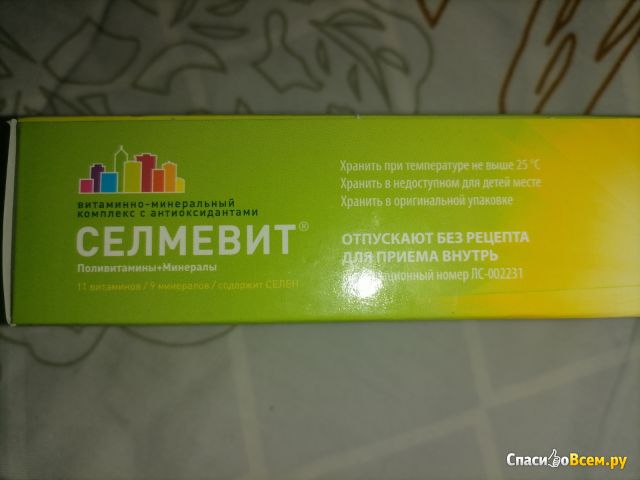 витаминно-минеральный
комплекс с антиоксидантами
СЕЛМЕВИТ®
Поливитамины+Минералы
11 витаминов / 9 минералов / содержит СЕЛЕН
Хранить при температуре не выше 25 °С
Хранить в недоступном для детей месте
Хранить в оригинальной упаковке
ОТПУСКАЮТ БЕЗ РЕЦЕПТА
ДЛЯ ПРИЕМА ВНУТРЬ
номер ЛС-002231
СпасибоВсем.ру